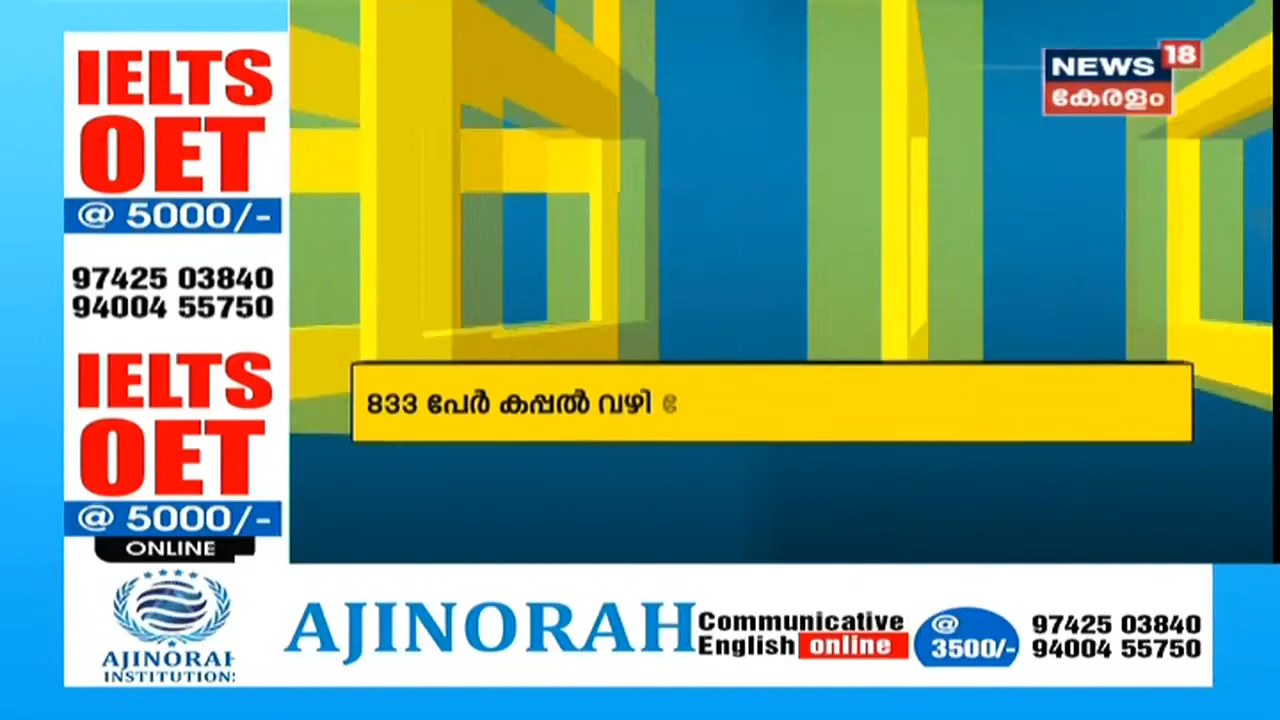 IELTS
OET
@ 5000/-
97425 03840
94004 55750
IELTS
OET
@ 5000/-
ONLINE
AJINORAH
INSTITUTIONS
NEWS 18
കേരളം
833 പേർ കപ്പൽ വഴി
AJINORAH
Communicative
English online
@
3500/-
97425 03840
94004 55750